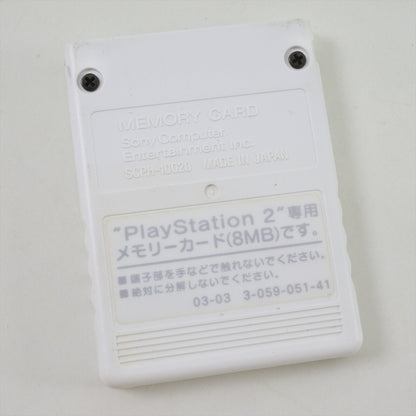 MEMORY CARD
Sony Computer
Entertainment Inc.
SCPH-10020 MADE IN JAPAN
"PlayStation 2"専用
メモリーカード(8MB)です。
■端子部を手などで触れないでください。
■絶対に分解しないでください。
03-03 3-059-051-41